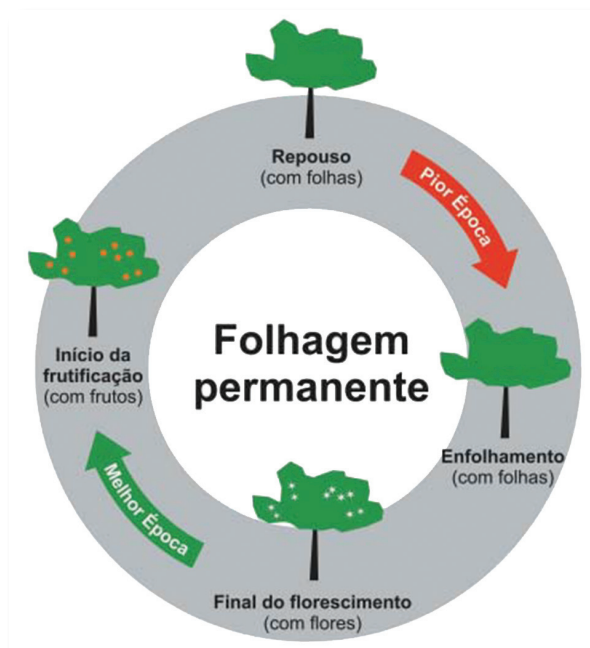 Repouso
(com folhas)
Pior Época
Início da
frutificação
(com frutos)
Folhagem
permanente
Enfolhamento
(com folhas)
Melhor Época
Final do florescimento
(com flores)